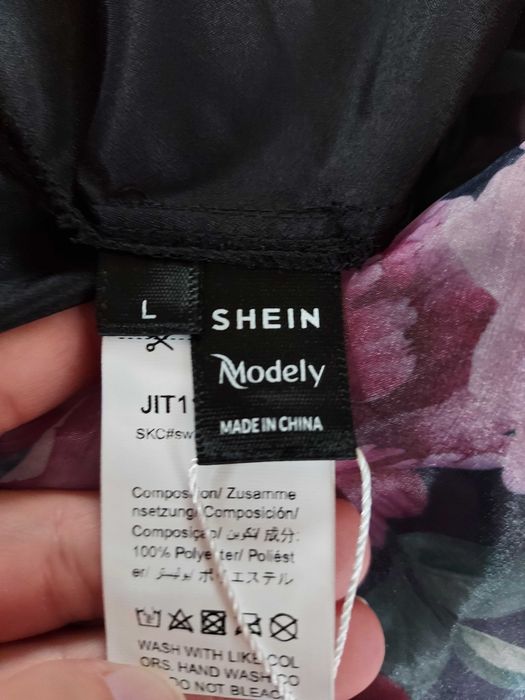 L
SHEIN
Modely
MADE IN CHINA
JIT1
SKC#sw
Composition/ Zusamme
nsetzung/ Composición/
Composição/ تكوين/ 成分:
100% Polyester/ Poliést
er/ بوليستر/ ポリエステル
WASH WITH LIKE COL
ORS. HAND WASH CO
DO NOT BLEAC